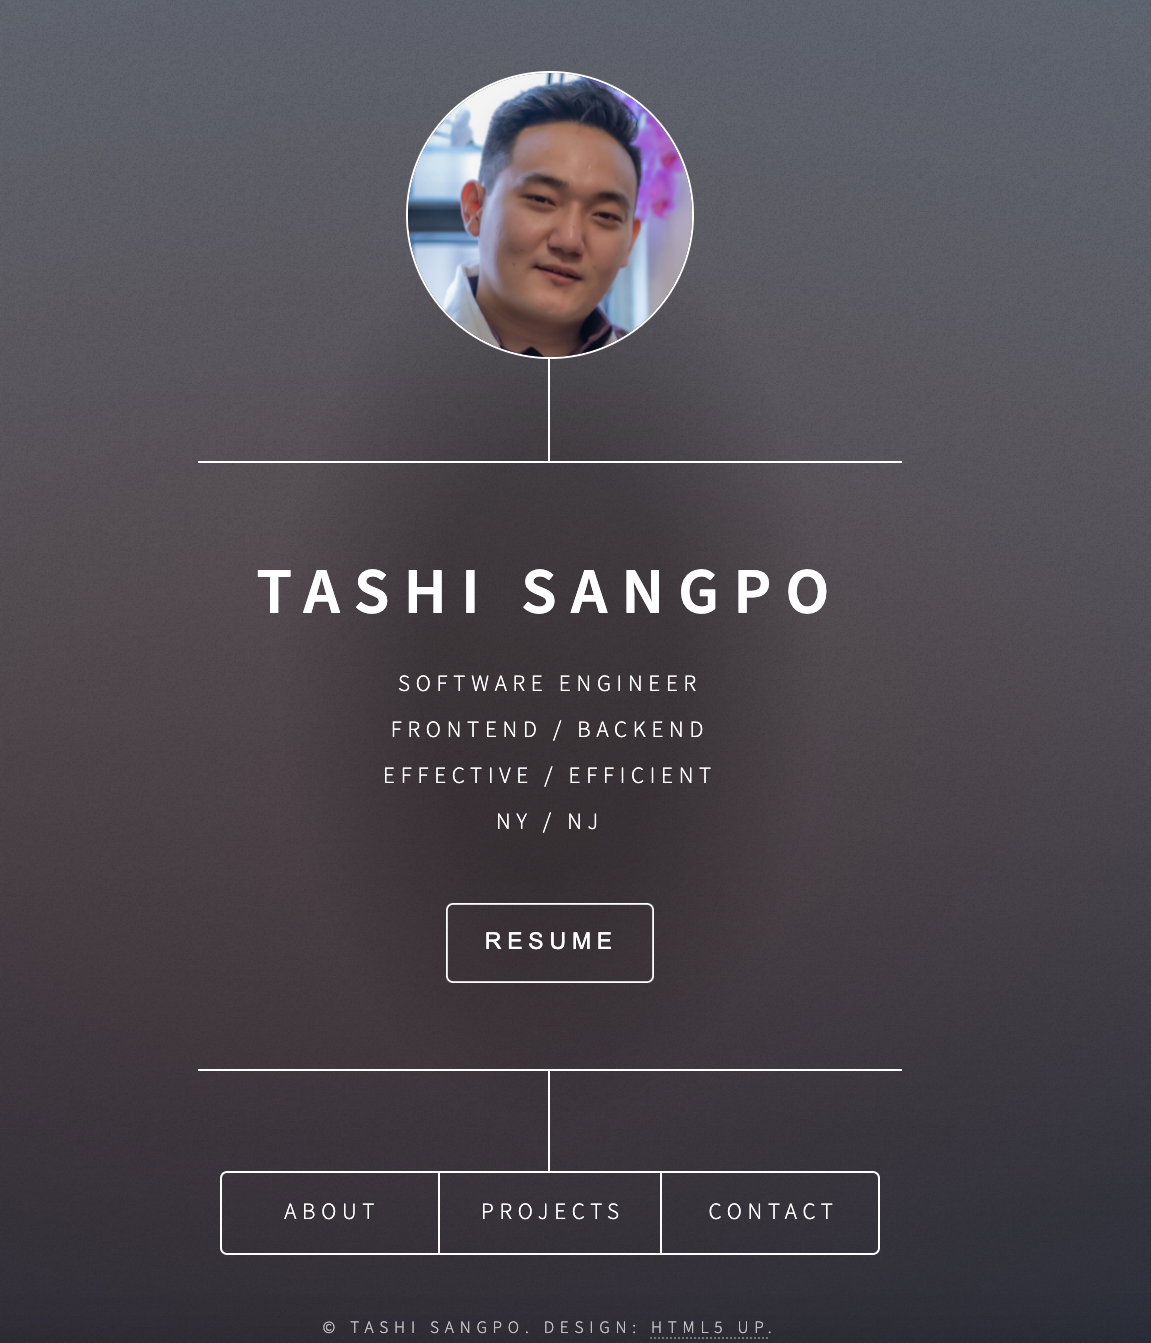 TASHI SANGPO
SOFTWARE ENGINEER
FRONTEND / BACKEND
EFFECTIVE / EFFICIENT
NY / NJ
RESUME
ABOUT
PROJECTS
CONTACT
© TASHI SANGPO. DESIGN: HTML5 UP.